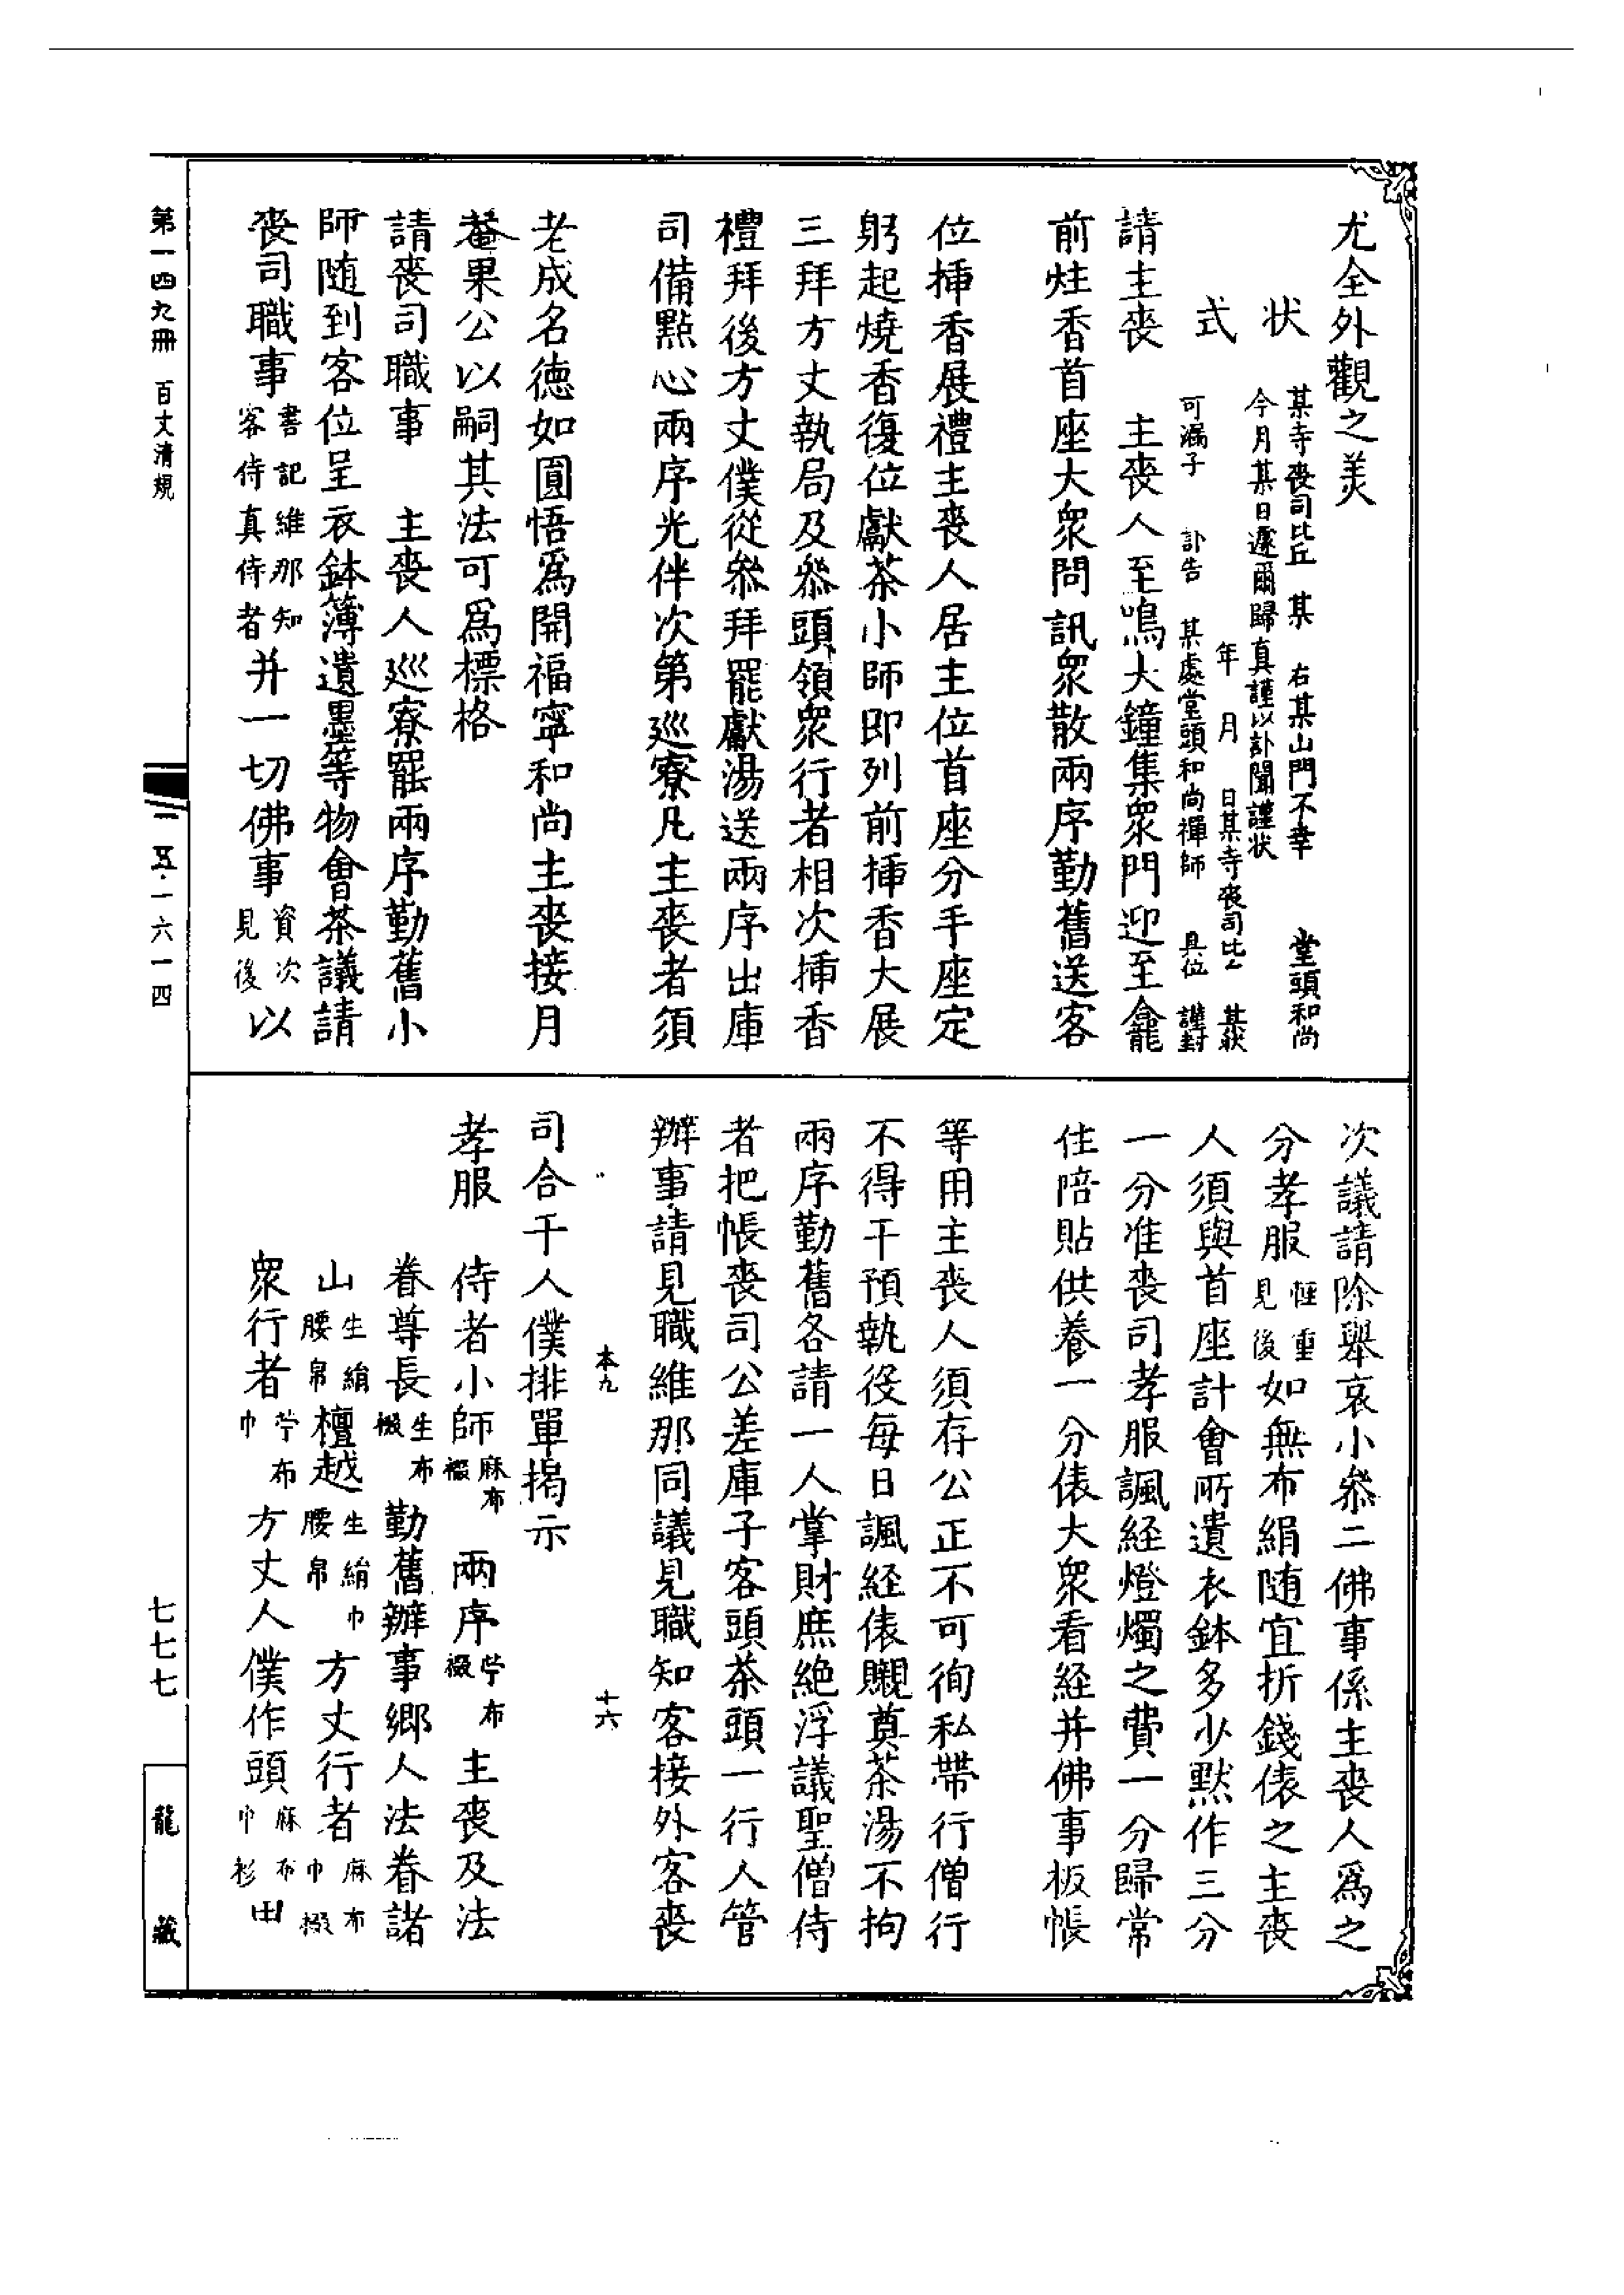 尤全外觀之美
状式
某寺喪司比丘　某　右某山門不幸　堂頭和尚
今月某日遽爾歸真謹以訃聞謹状
年　月　日某寺喪司比丘　某狀
可漏子　訃告　某處堂頭和尚禪師　具位　謹封
請主喪　主喪人至鳴大鐘集衆門迎至龕
前炷香首座大衆問訊衆散兩序勤舊送客
位揷香展禮主喪人居主位首座分手座定
躬起燒香復位獻茶小師即列前揷香大展
三拜方丈執局及叅頭領衆行者相次揷香
禮拜後方丈僕從叅拜罷獻湯送兩序出庫
司備點心兩序光伴次第巡寮凡主喪者須
老成名德如圓悟爲開福寧和尚主喪接月
菴果公以嗣其法可爲標格
請喪司職事　主喪人巡寮罷兩序勤舊小
師随到客位呈衣鉢簿遺墨等物會茶議請
喪司職事書記維那知客侍真侍者并一切佛事資次見後以
次議請除舉哀小叅二佛事係主喪人爲之
分孝服輕重見後如無布絹随宜折錢俵之主喪
人須與首座計會所遺衣鉢多少默作三分
一分准喪司孝服諷経燈燭之費一分歸常
住陪貼供養一分俵大衆看経并佛事板帳
等用主喪人須存公正不可徇私帶行僧行
不得干預執役每日諷経俵䞋奠茶湯不拘
兩序勤舊各請一人掌財庶絶浮議聖僧侍
者把帳喪司公差庫子客頭茶頭一行人管
辦事請見職維那同議見職知客接外客喪
本九　十六
司合干人僕排單揭示
孝服　侍者小師麻布裰　兩序苧布裰　主喪及法
眷尊長生布裰　勤舊辦事鄉人法眷諸
山生絹腰帛檀越生絹巾腰帛　方丈行者麻布巾裰
衆行者苧布巾　方丈人僕作頭麻布巾衫　田
第一四九冊　百丈清規
五·一六一四
七七七
龍藏